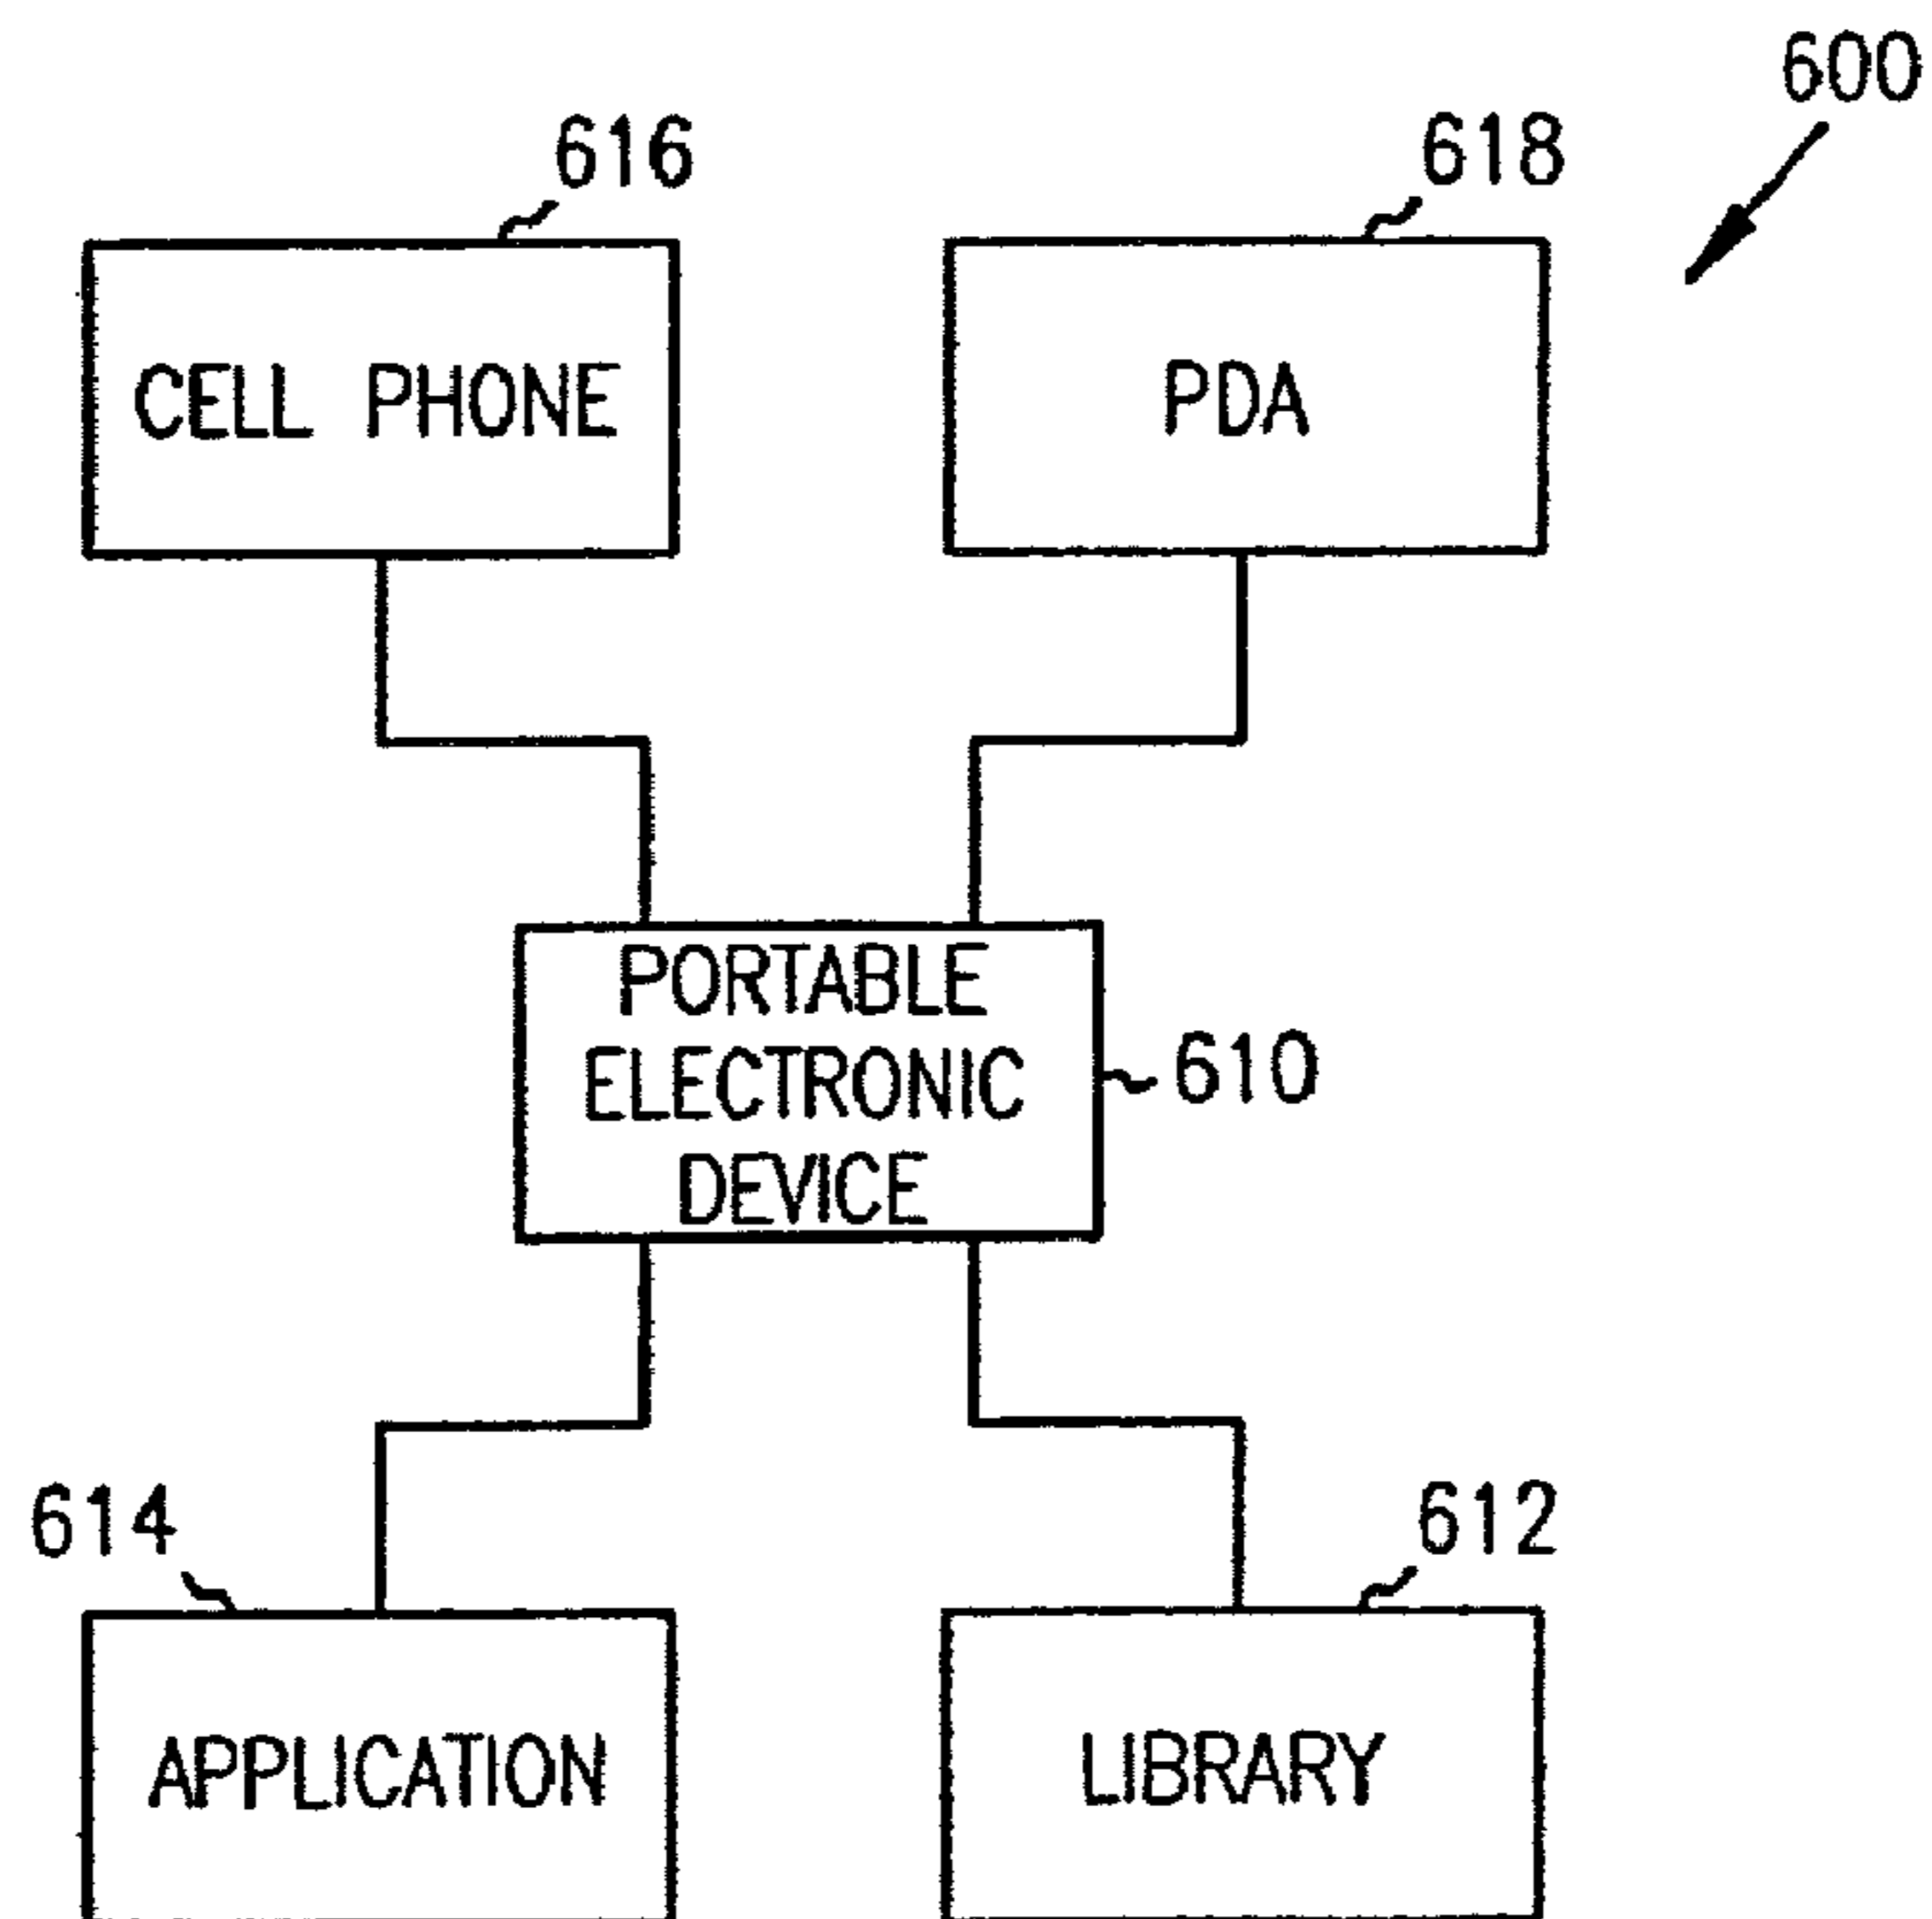 600
616
618
CELL PHONE
PDA
PORTABLE
ELECTRONIC
DEVICE
610
614
612
APPLICATION
LIBRARY